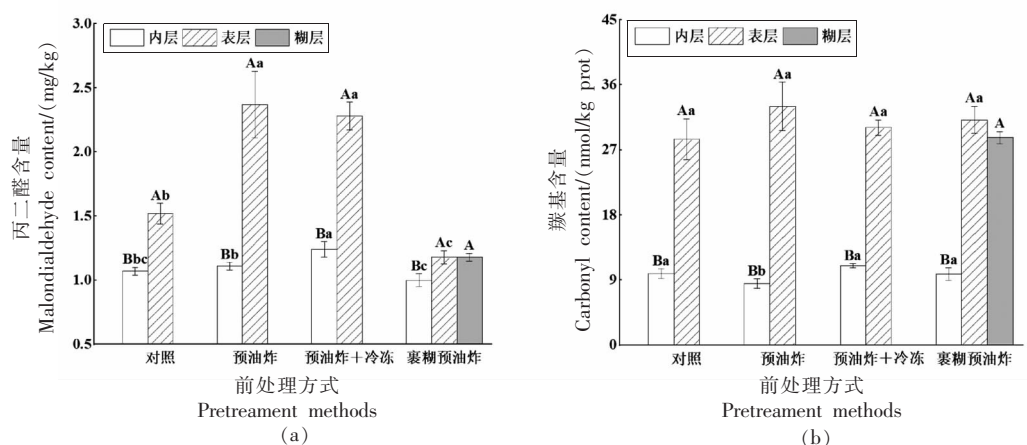 丙二醛含量
Malondialdehyde content/(mg/kg)
3.0
2.5
2.0
1.5
1.0
0.5
内层 表层 糊层
Bbc Ab Bb Aa Ba Aa Bc Ac A
对照 预油炸 预油炸+冷冻 裹糊预油炸
前处理方式
Pretreament methods
(a)
羰基含量
Carbonyl content/(nmol/kg prot)
45
36
27
18
9
0
内层 表层 糊层
Ba Aa Bb Aa Ba Aa Ba Aa A
对照 预油炸 预油炸+冷冻 裹糊预油炸
前处理方式
Pretreament methods
(b)